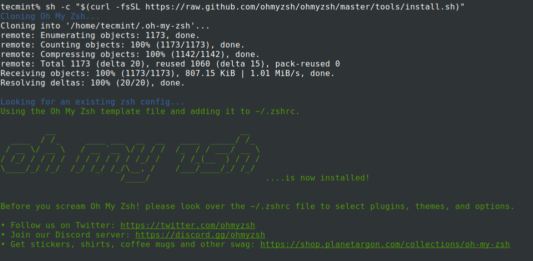 tecmint% sh -c "$(curl -fsSL https://raw.github.com/ohmyzsh/ohmyzsh/master/tools/install.sh)"
Cloning Oh My Zsh...
Cloning into '/home/tecmint/.oh-my-zsh'...
remote: Enumerating objects: 1173, done.
remote: Counting objects: 100% (1173/1173), done.
remote: Compressing objects: 100% (1142/1142), done.
remote: Total 1173 (delta 20), reused 1060 (delta 15), pack-reused 0
Receiving objects: 100% (1173/1173), 807.15 KiB | 1.01 MiB/s, done.
Resolving deltas: 100% (20/20), done.
Looking for an existing zsh config...
Using the Oh My Zsh template file and adding it to ~/.zshrc.
oh my zsh
....is now installed!
Before you scream Oh My Zsh! please look over the ~/.zshrc file to select plugins, themes, and options.
• Follow us on Twitter: https://twitter.com/ohmyzsh
• Join our Discord server: https://discord.gg/ohmyzsh
• Get stickers, shirts, coffee mugs and other swag: https://shop.planetargon.com/collections/oh-my-zsh